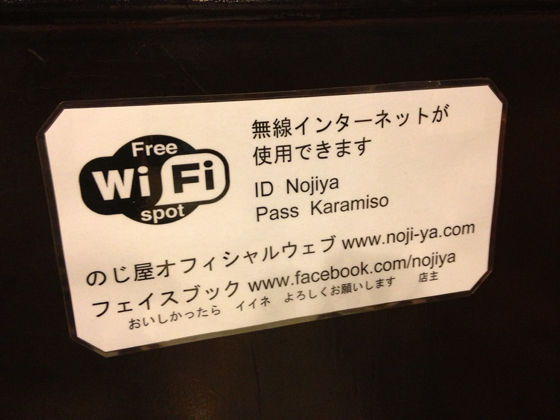 Free
Wi Fi
spot
無線インターネットが
使用できます
ID Nojiya
Pass Karamiso
のじ屋オフィシャルウェブ www.noji-ya.com
フェイスブック www.facebook.com/nojiya
おいしかったら イイネ よろしくお願いします 店主